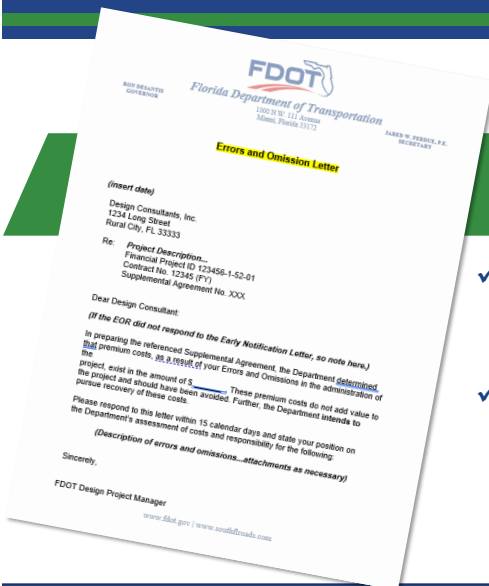 FDOT
Florida Department of Transportation
RON DESANTIS
GOVERNOR
1000 N.W. 111 Avenue
Miami, Florida 33172
JARED W. PERDUE, P.E.
SECRETARY
Errors and Omission Letter
(insert date)
Design Consultants, Inc.
1234 Long Street
Rural City, FL 33333
Re: Project Description...
Financial Project ID 123456-1-52-01
Contract No. 12345 (FY)
Supplemental Agreement No. XXX
Dear Design Consultant:
(If the EOR did not respond to the Early Notification Letter, so note here.)
In preparing the referenced Supplemental Agreement, the Department determined
that premium costs, as a result of your Errors and Omissions in the administration of
the
project, exist in the amount of $______. These premium costs do not add value to
the project and should have been avoided. Further, the Department intends to
pursue recovery of these costs.
Please respond to this letter within 15 calendar days and state your position on
the Department's assessment of costs and responsibility for the following:
(Description of errors and omissions...attachments as necessary)
Sincerely,
FDOT Design Project Manager
www.fdot.gov | www.southflroads.com